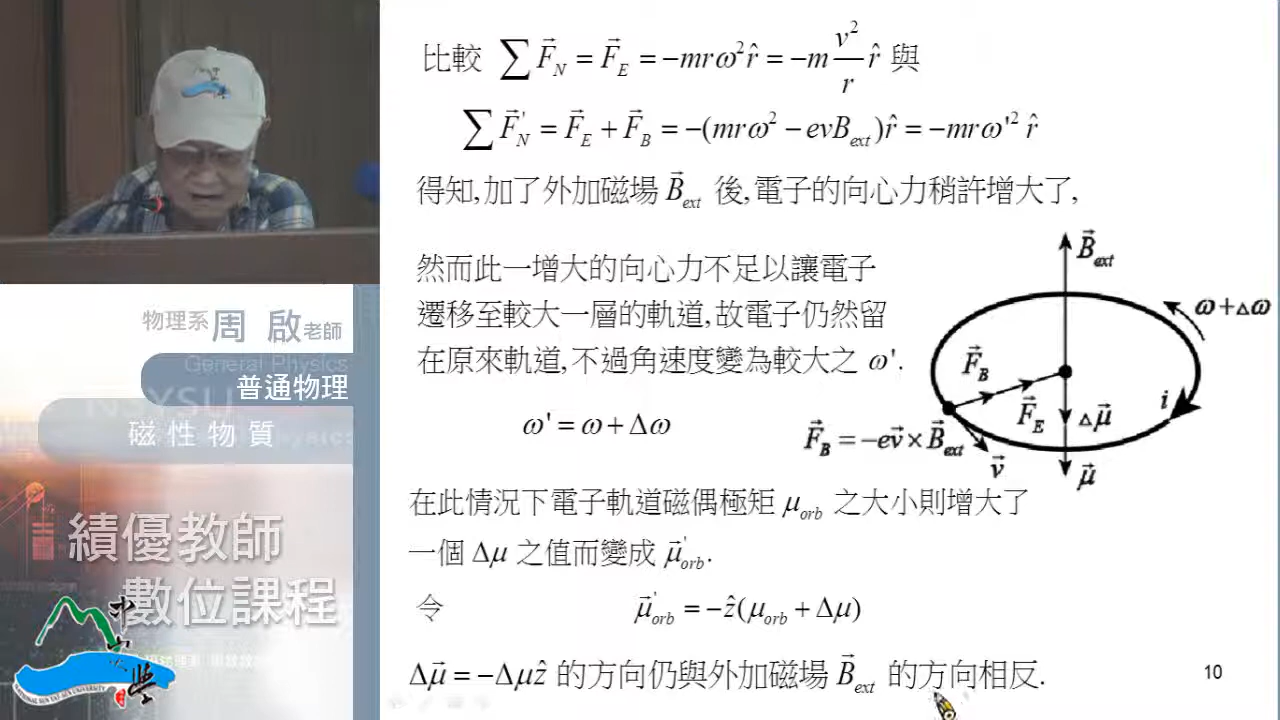 比較 ∑F⃗_N = F⃗_E = −mrω²r̂ = −m v²/r r̂ 與
∑F⃗'_N = F⃗_E + F⃗_B = −(mrω² − evB_ext)r̂ = −mrω'² r̂
得知,加了外加磁場 B⃗_ext 後,電子的向心力稍許增大了,
然而此一增大的向心力不足以讓電子
遷移至較大一層的軌道,故電子仍然留
在原來軌道,不過角速度變為較大之 ω'.
ω' = ω + Δω
B⃗_ext
ω+Δω
F⃗_B
F⃗_E
i
Δμ⃗
F⃗_B = −ev⃗ × B⃗_ext
v⃗
μ⃗
在此情況下電子軌道磁偶極矩 μ_orb 之大小則增大了
一個 Δμ 之值而變成 μ⃗'_orb.
令 μ⃗'_orb = −ẑ(μ_orb + Δμ)
Δμ⃗ = −Δμẑ 的方向仍與外加磁場 B⃗_ext 的方向相反.
10
物理系 周 啟 老師
General Physics
普通物理
磁性物質
績優教師
數位課程